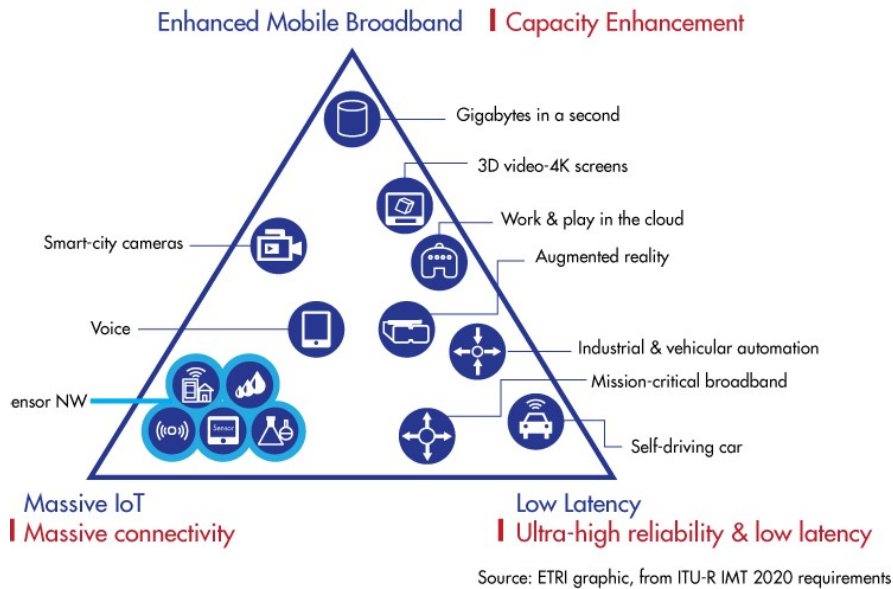 Enhanced Mobile Broadband
Capacity Enhancement
Gigabytes in a second
3D video-4K screens
Work & play in the cloud
Smart-city cameras
Augmented reality
Voice
Industrial & vehicular automation
Mission-critical broadband
ensor NW
Sensor
Self-driving car
Massive IoT
Massive connectivity
Low Latency
Ultra-high reliability & low latency
Source: ETRI graphic, from ITU-R IMT 2020 requirements